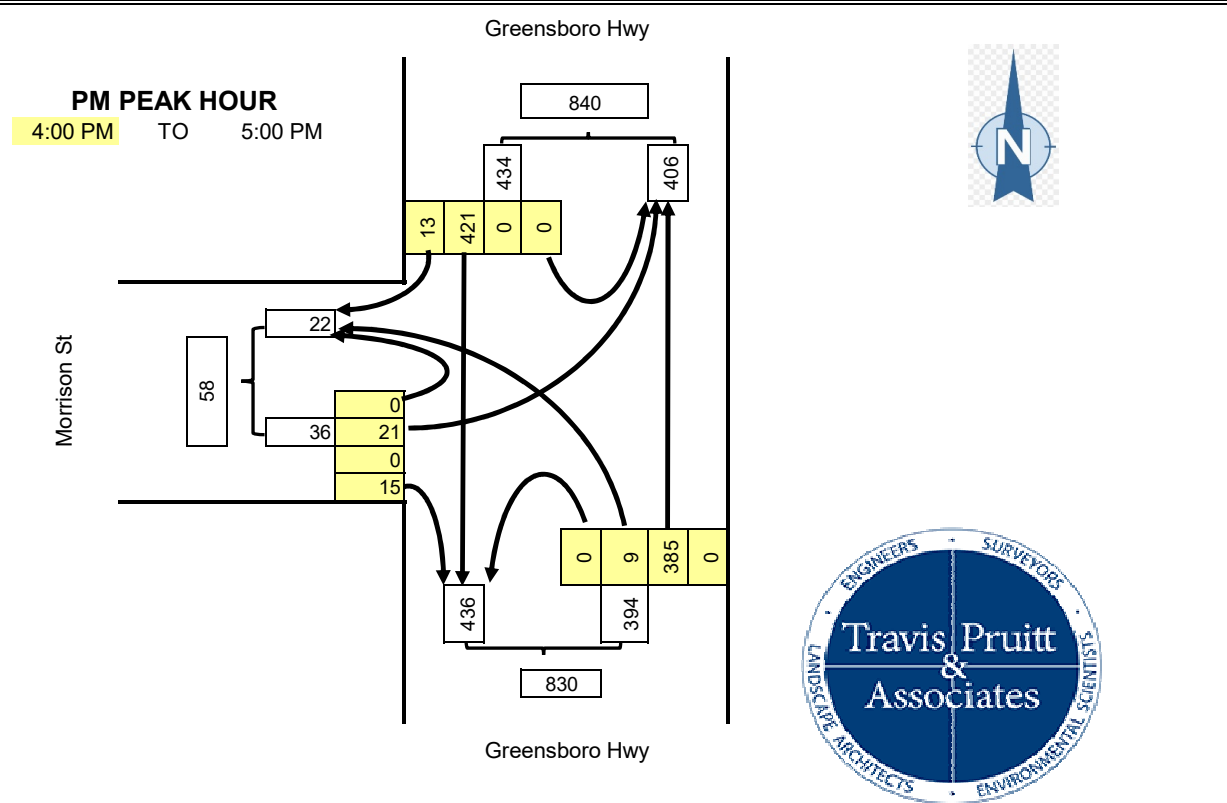 Greensboro Hwy
PM PEAK HOUR
4:00 PM TO 5:00 PM
840
434
406
13
421
0
0
N
Morrison St
58
22
36
0
21
0
15
0
9
385
0
436
394
830
Greensboro Hwy
ENGINEERS · SURVEYORS · ENVIRONMENTAL SCIENTISTS · LANDSCAPE ARCHITECTS
Travis Pruitt
&
Associates